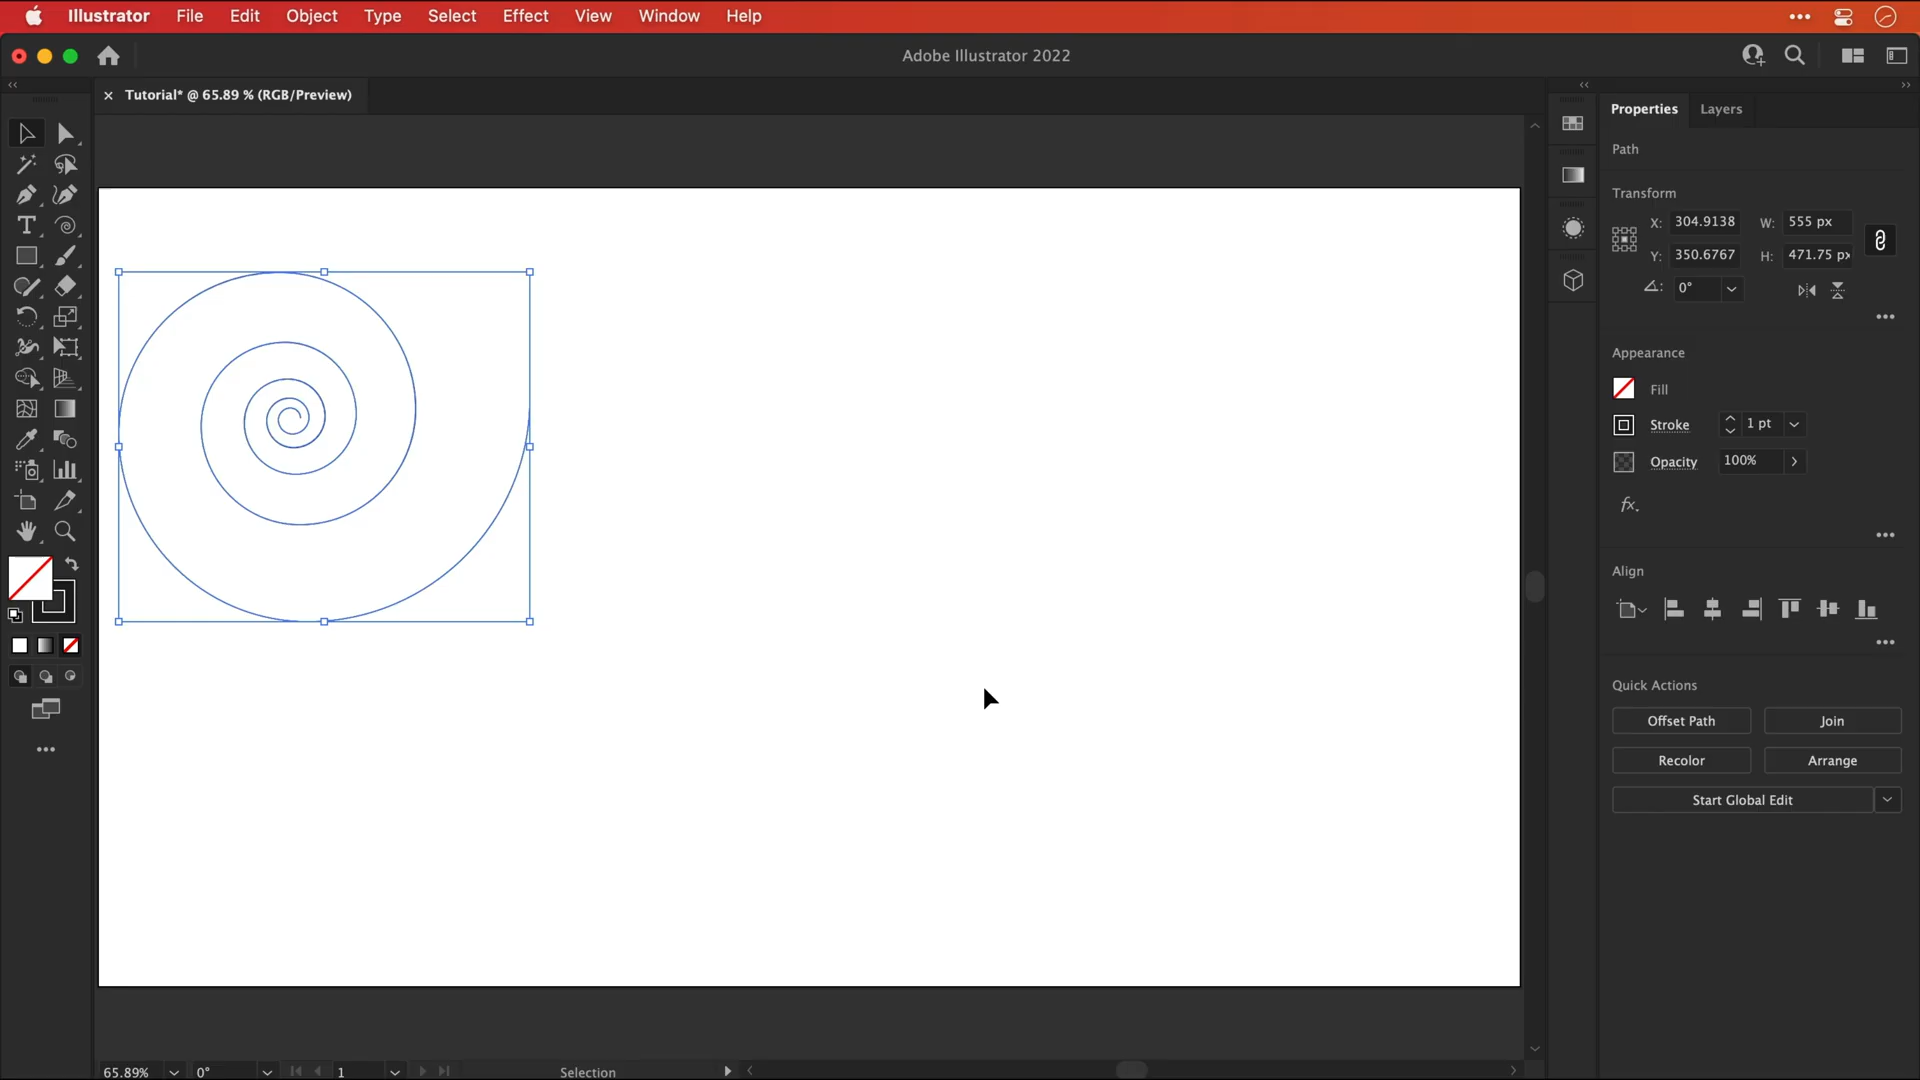 Illustrator File Edit Object Type Select Effect View Window Help
Adobe Illustrator 2022
Tutorial* @ 65.89 % (RGB/Preview)
Properties Layers
Path
Transform
X: 304.9138 W: 555 px
Y: 350.6767 H: 471.75 px
0°
Appearance
Fill
Stroke 1 pt
Opacity 100%
fx.
Align
Quick Actions
Offset Path Join
Recolor Arrange
Start Global Edit
65.89% 0° 1 Selection